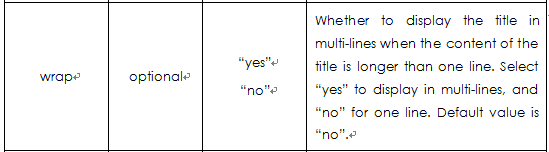 wrap
optional
“yes”
“no”
Whether to display the title in
multi-lines when the content of the
title is longer than one line. Select
“yes” to display in multi-lines, and
“no” for one line. Default value is
“no”.